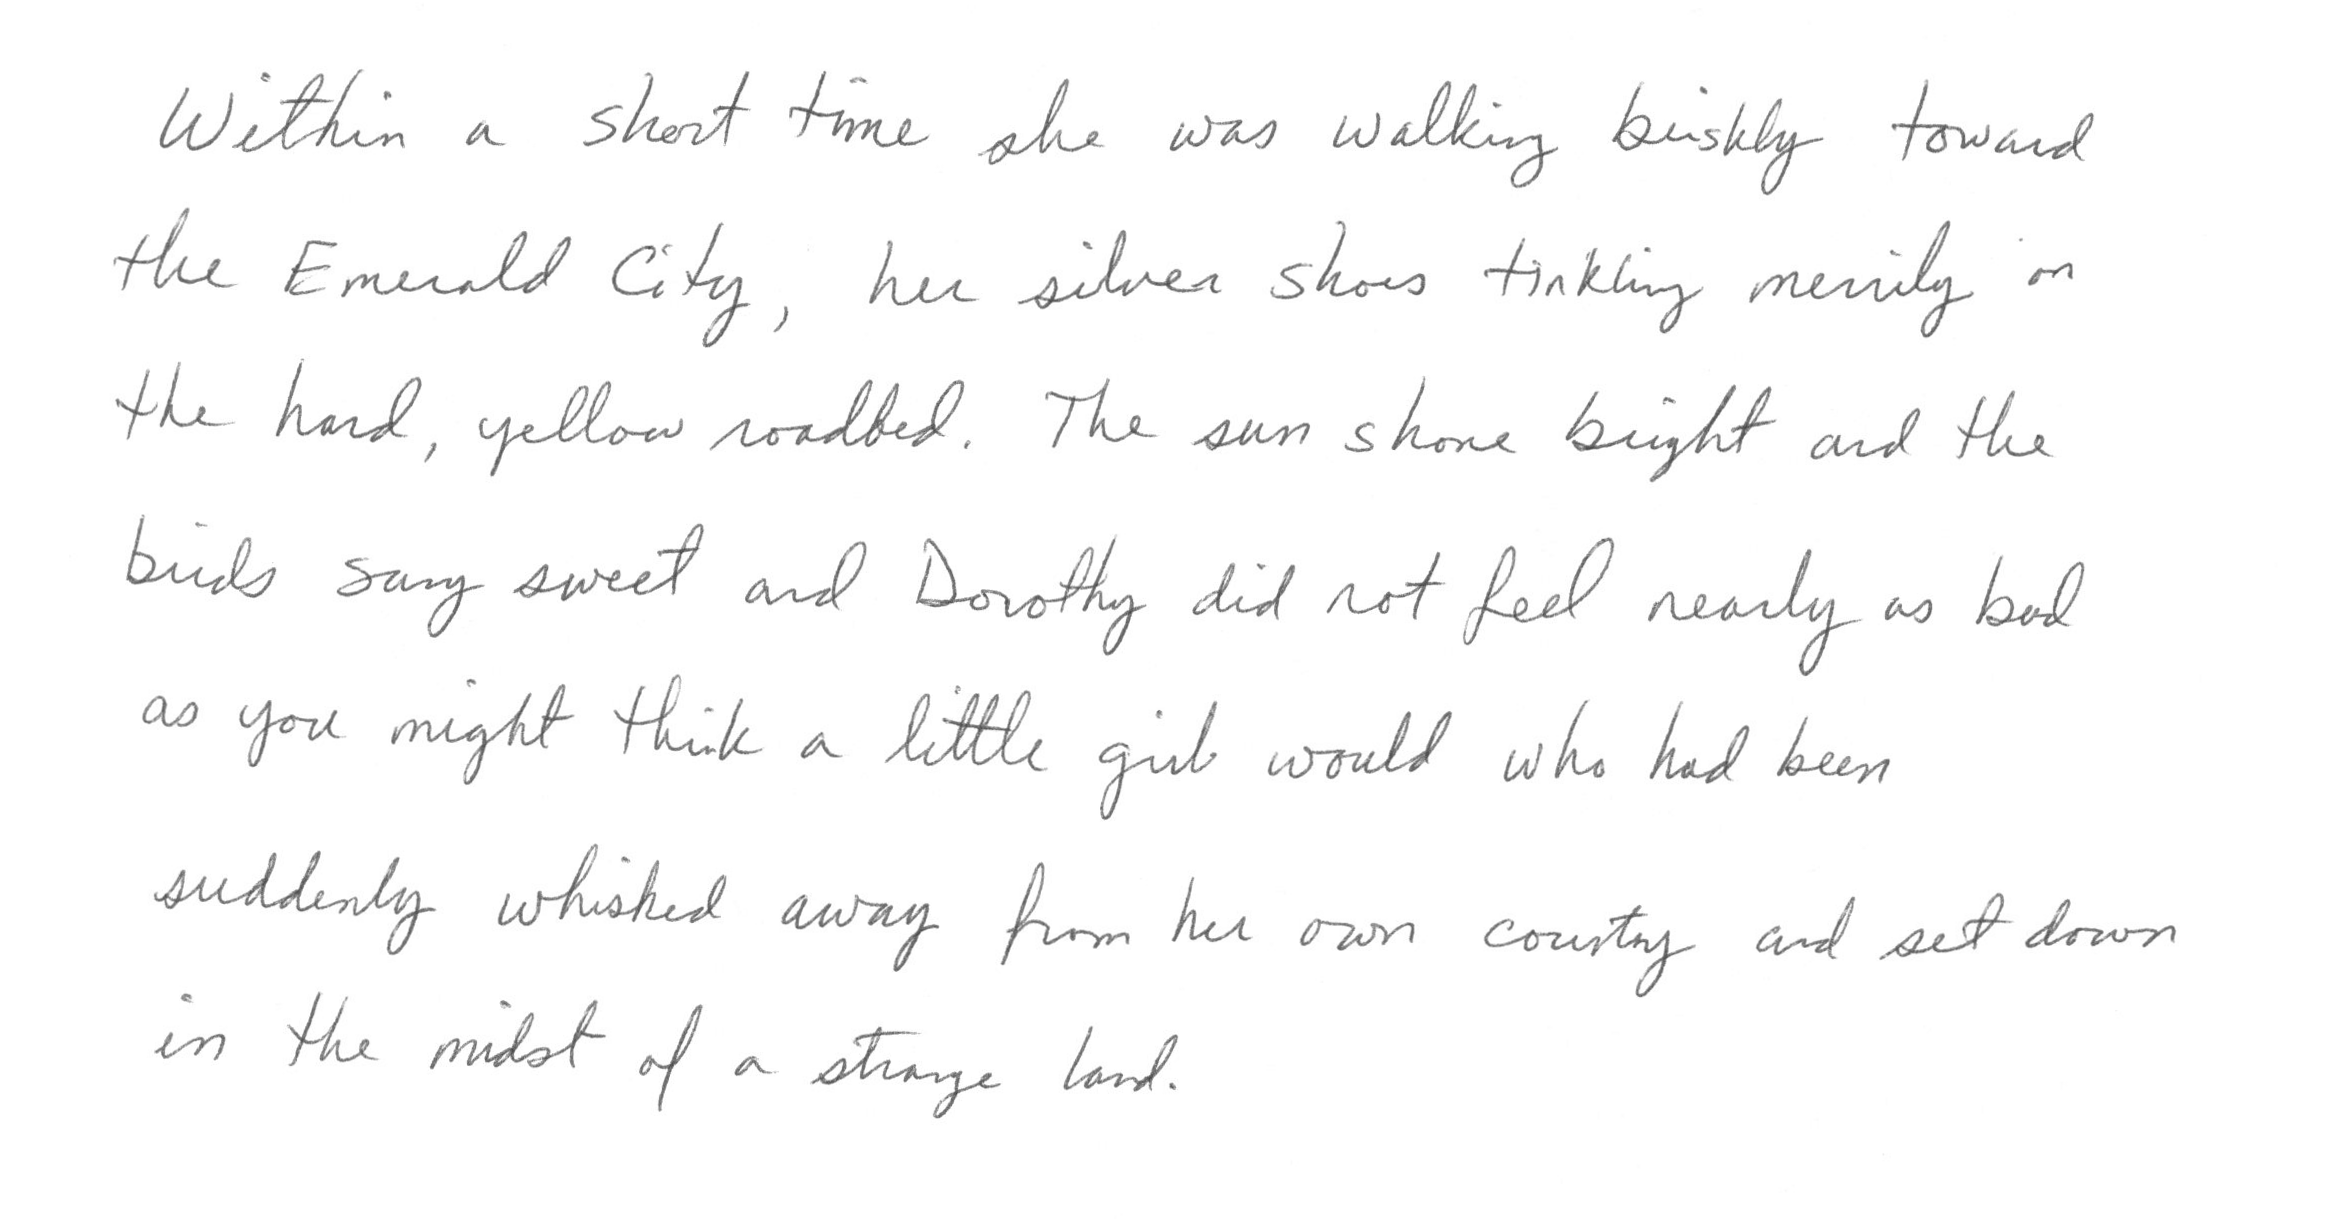 Within a short time she was walking briskly toward
the Emerald City, her silver shoes tinkling merrily on
the hard, yellow roadbed. The sun shone bright and the
birds sang sweet and Dorothy did not feel nearly as bad
as you might think a little girl would who had been
suddenly whisked away from her own country and set down
in the midst of a strange land.